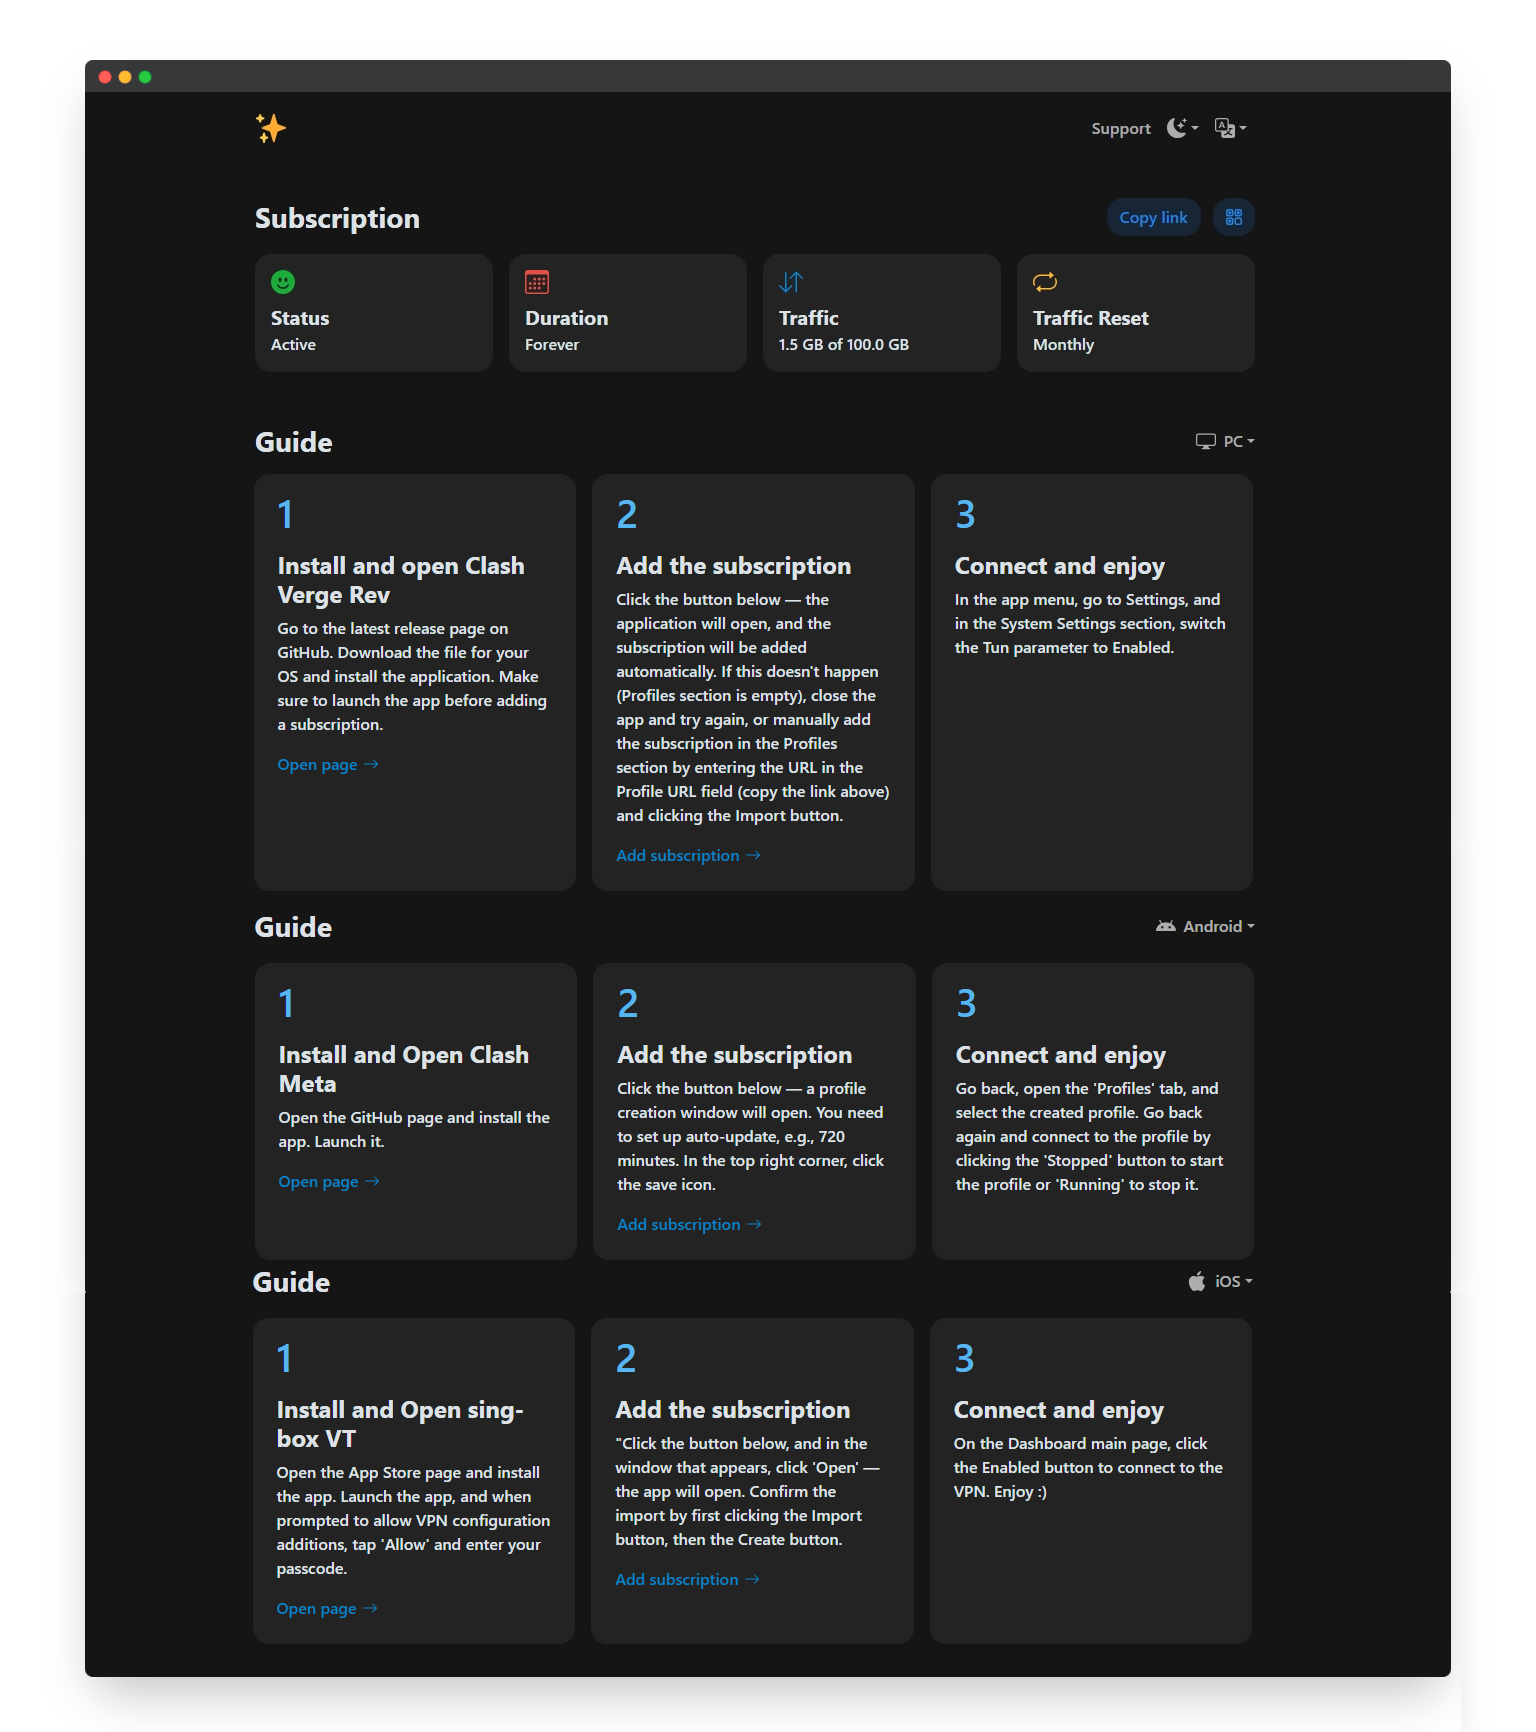 Support
Subscription
Copy link
Status
Active
Duration
Forever
Traffic
1.5 GB of 100.0 GB
Traffic Reset
Monthly
Guide
PC
1
Install and open Clash
Verge Rev
Go to the latest release page on
GitHub. Download the file for your
OS and install the application. Make
sure to launch the app before adding
a subscription.
Open page →
2
Add the subscription
Click the button below — the
application will open, and the
subscription will be added
automatically. If this doesn't happen
(Profiles section is empty), close the
app and try again, or manually add
the subscription in the Profiles
section by entering the URL in the
Profile URL field (copy the link above)
and clicking the Import button.
Add subscription →
3
Connect and enjoy
In the app menu, go to Settings, and
in the System Settings section, switch
the Tun parameter to Enabled.
Guide
Android
1
Install and Open Clash
Meta
Open the GitHub page and install the
app. Launch it.
Open page →
2
Add the subscription
Click the button below — a profile
creation window will open. You need
to set up auto-update, e.g., 720
minutes. In the top right corner, click
the save icon.
Add subscription →
3
Connect and enjoy
Go back, open the 'Profiles' tab, and
select the created profile. Go back
again and connect to the profile by
clicking the 'Stopped' button to start
the profile or 'Running' to stop it.
Guide
iOS
1
Install and Open sing-
box VT
Open the App Store page and install
the app. Launch the app, and when
prompted to allow VPN configuration
additions, tap 'Allow' and enter your
passcode.
Open page →
2
Add the subscription
"Click the button below, and in the
window that appears, click 'Open' —
the app will open. Confirm the
import by first clicking the Import
button, then the Create button.
Add subscription →
3
Connect and enjoy
On the Dashboard main page, click
the Enabled button to connect to the
VPN. Enjoy :)